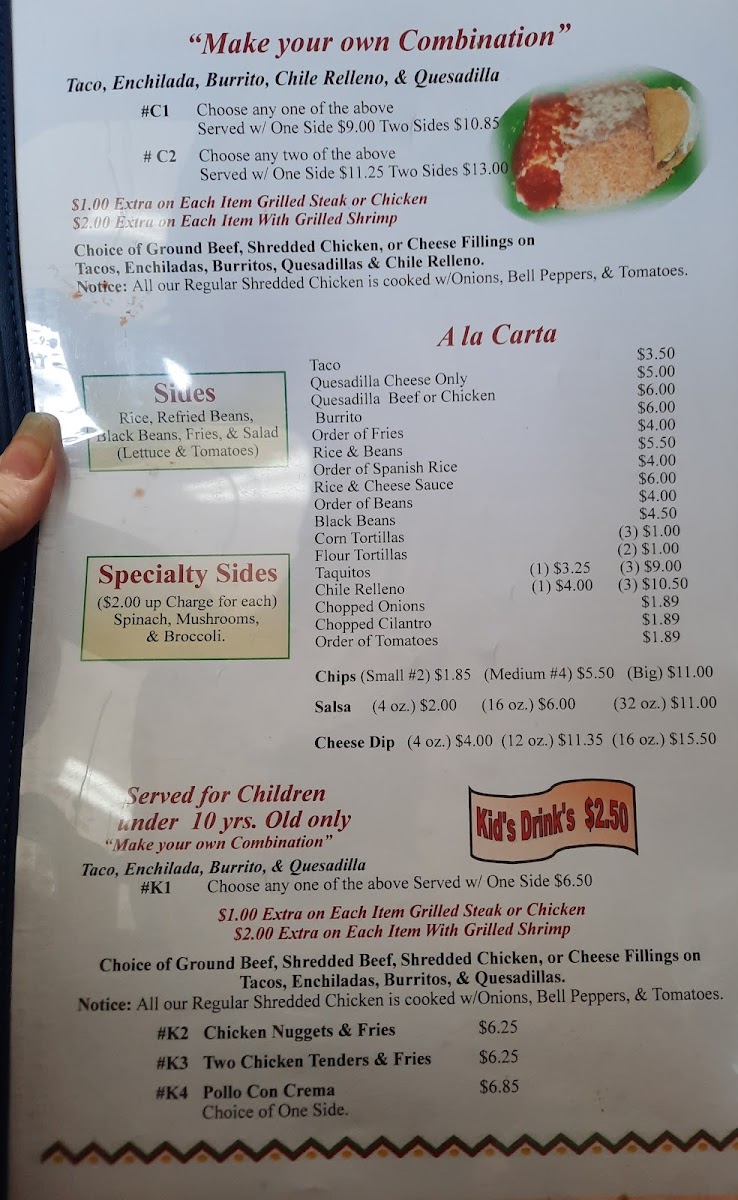 "Make your own Combination"
Taco, Enchilada, Burrito, Chile Relleno, & Quesadilla
#C1 Choose any one of the above
Served w/ One Side $9.00 Two Sides $10.85
# C2 Choose any two of the above
Served w/ One Side $11.25 Two Sides $13.00
$1.00 Extra on Each Item Grilled Steak or Chicken
$2.00 Extra on Each Item With Grilled Shrimp
Choice of Ground Beef, Shredded Chicken, or Cheese Fillings on
Tacos, Enchiladas, Burritos, Quesadillas & Chile Relleno.
Notice: All our Regular Shredded Chicken is cooked w/Onions, Bell Peppers, & Tomatoes.
A la Carta
Sides
Rice, Refried Beans,
Black Beans, Fries, & Salad
(Lettuce & Tomatoes)
Specialty Sides
($2.00 up Charge for each)
Spinach, Mushrooms,
& Broccoli.
Taco $3.50
Quesadilla Cheese Only $5.00
Quesadilla Beef or Chicken $6.00
Burrito $6.00
Order of Fries $4.00
Rice & Beans $5.50
Order of Spanish Rice $4.00
Rice & Cheese Sauce $6.00
Order of Beans $4.00
Black Beans $4.50
Corn Tortillas (3) $1.00
Flour Tortillas (2) $1.00
Taquitos (1) $3.25 (3) $9.00
Chile Relleno (1) $4.00 (3) $10.50
Chopped Onions $1.89
Chopped Cilantro $1.89
Order of Tomatoes $1.89
Chips (Small #2) $1.85 (Medium #4) $5.50 (Big) $11.00
Salsa (4 oz.) $2.00 (16 oz.) $6.00 (32 oz.) $11.00
Cheese Dip (4 oz.) $4.00 (12 oz.) $11.35 (16 oz.) $15.50
Served for Children
under 10 yrs. Old only
"Make your own Combination"
Kid's Drink's $2.50
Taco, Enchilada, Burrito, & Quesadilla
#K1 Choose any one of the above Served w/ One Side $6.50
$1.00 Extra on Each Item Grilled Steak or Chicken
$2.00 Extra on Each Item With Grilled Shrimp
Choice of Ground Beef, Shredded Beef, Shredded Chicken, or Cheese Fillings on
Tacos, Enchiladas, Burritos, & Quesadillas.
Notice: All our Regular Shredded Chicken is cooked w/Onions, Bell Peppers, & Tomatoes.
#K2 Chicken Nuggets & Fries $6.25
#K3 Two Chicken Tenders & Fries $6.25
#K4 Pollo Con Crema $6.85
Choice of One Side.